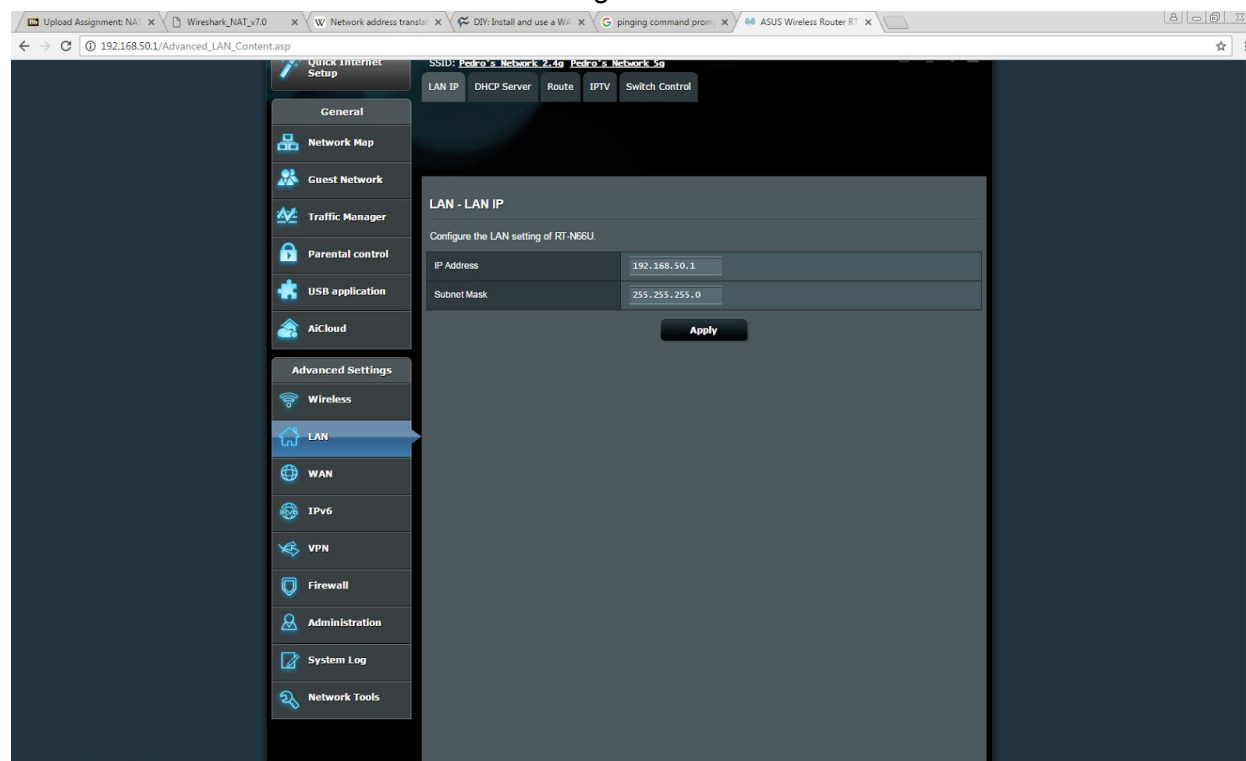 Upload Assignment: NAT
Wireshark_NAT_v7.0
Network address transla
DIY: Install and use a WA
pinging command prom
ASUS Wireless Router RT
192.168.50.1/Advanced_LAN_Content.asp
Quick Internet
Setup
SSID: Pedro's Network 2.4g Pedro's Network 5g
LAN IP DHCP Server Route IPTV Switch Control
General
Network Map
Guest Network
Traffic Manager
Parental control
USB application
AiCloud
Advanced Settings
Wireless
LAN
WAN
IPv6
VPN
Firewall
Administration
System Log
Network Tools
LAN - LAN IP
Configure the LAN setting of RT-N66U.
IP Address 192.168.50.1
Subnet Mask 255.255.255.0
Apply